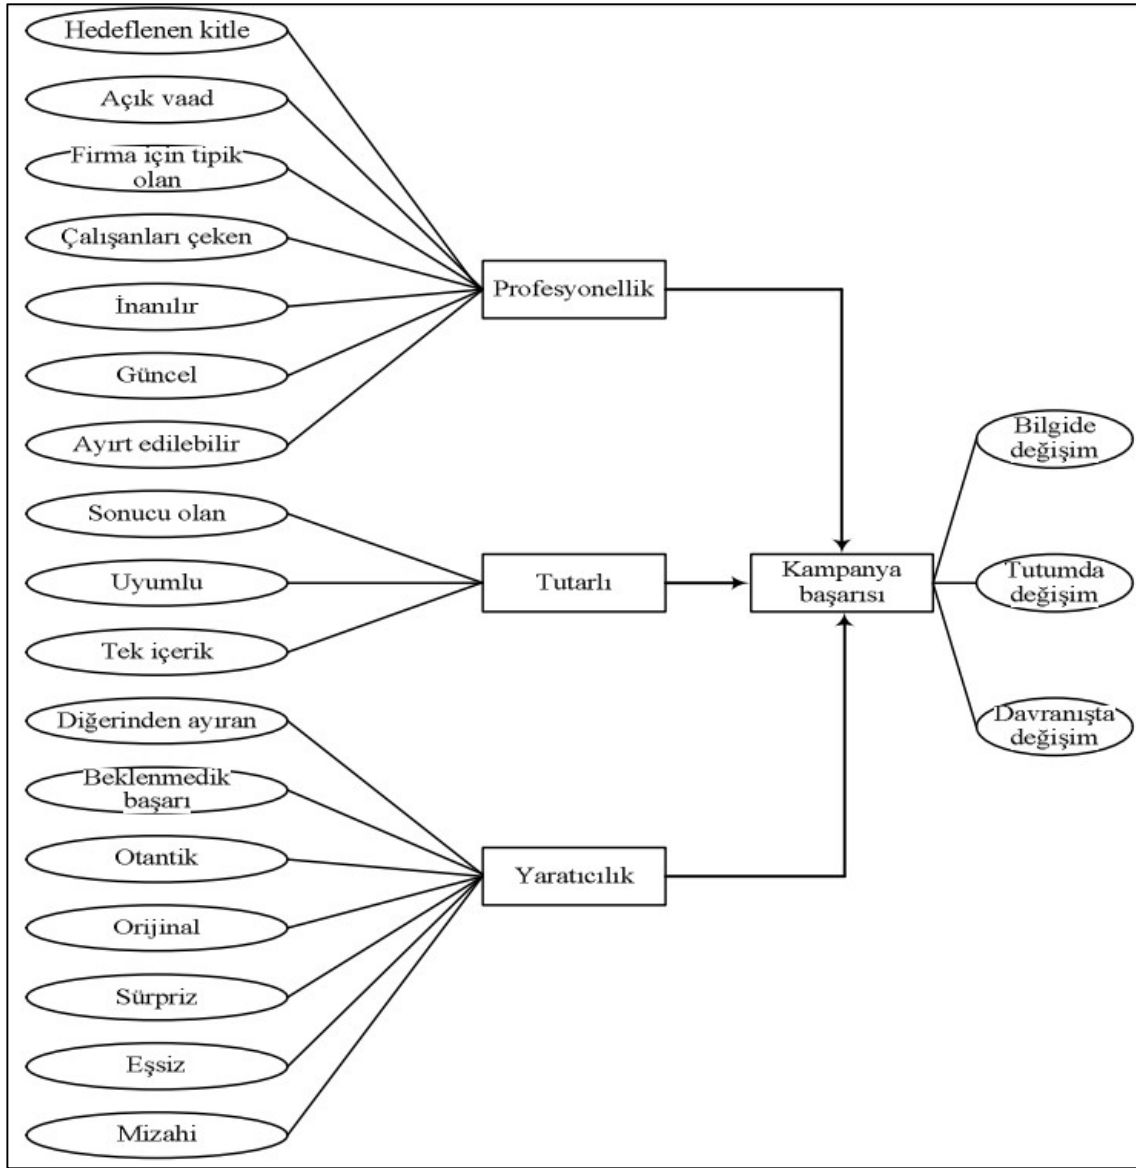 Hedeflenen kitle
Açık vaad
Firma için tipik
olan
Çalışanları çeken
İnanılır
Güncel
Ayırt edilebilir
Sonucu olan
Uyumlu
Tek içerik
Diğerinden ayıran
Beklenmedik
başarı
Otantik
Orijinal
Sürpriz
Eşsiz
Mizahi
Profesyonellik
Tutarlı
Yaratıcılık
Kampanya
başarısı
Bilgide
değişim
Tutumda
değişim
Davranışta
değişim